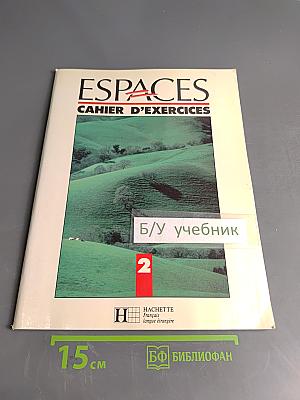 ESPACES
CAHIER D'EXERCICES
Б/У учебник
2
H
HACHETTE
Français
langue étrangère
15 см
БФ БИБЛИОФАН